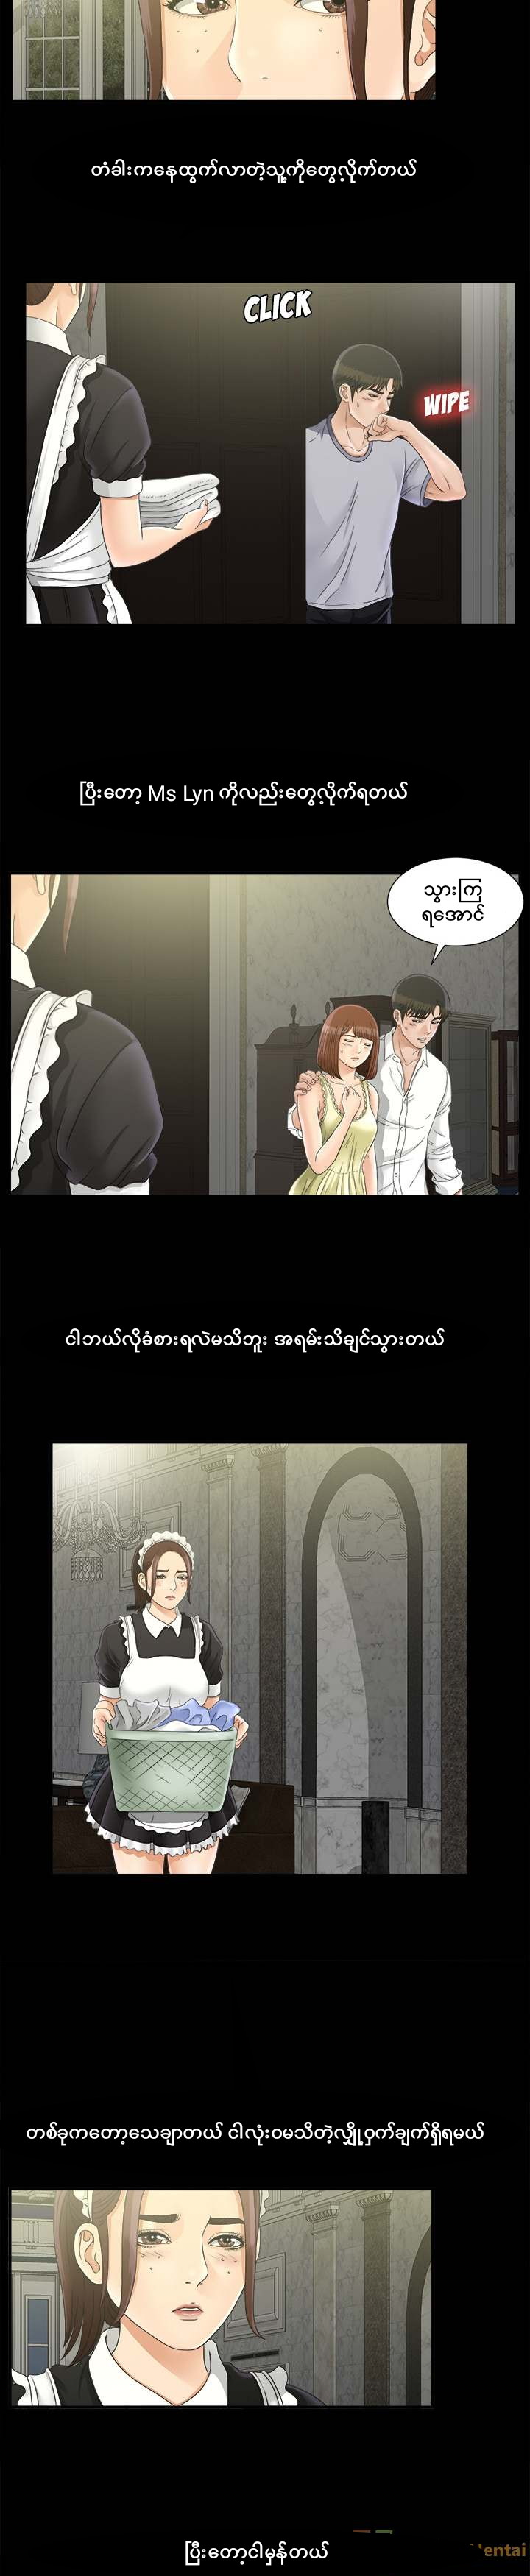 တံခါးကနေထွက်လာတဲ့သူ့ကိုတွေ့လိုက်တယ်
CLICK
WIPE
ပြီးတော့ Ms Lyn ကိုလည်းတွေ့လိုက်ရတယ်
သွားကြ
ရအောင်
ငါဘယ်လိုခံစားရလဲမသိဘူး အရမ်းသိချင်သွားတယ်
တစ်ခုကတော့သေချာတယ် ငါလုံးဝမသိတဲ့လျှို့ဝှက်ချက်ရှိရမယ်
ပြီးတော့ငါမှန်တယ်